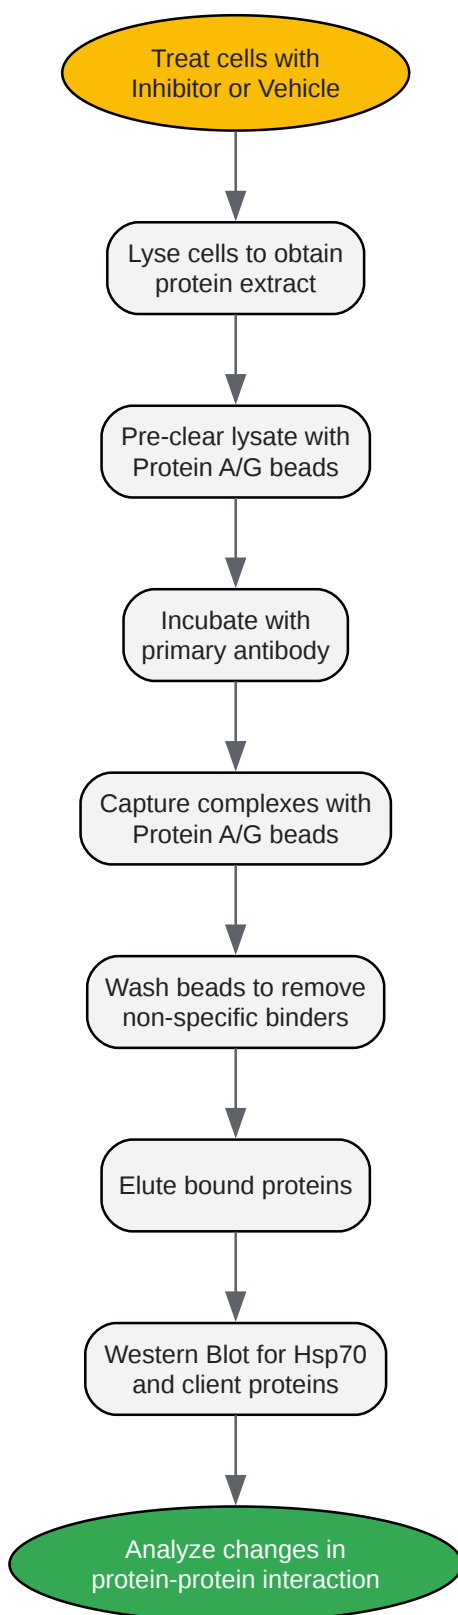 Treat cells with
Inhibitor or Vehicle
Lyse cells to obtain
protein extract
Pre-clear lysate with
Protein A/G beads
Incubate with
primary antibody
Capture complexes with
Protein A/G beads
Wash beads to remove
non-specific binders
Elute bound proteins
Western Blot for Hsp70
and client proteins
Analyze changes in
protein-protein interaction